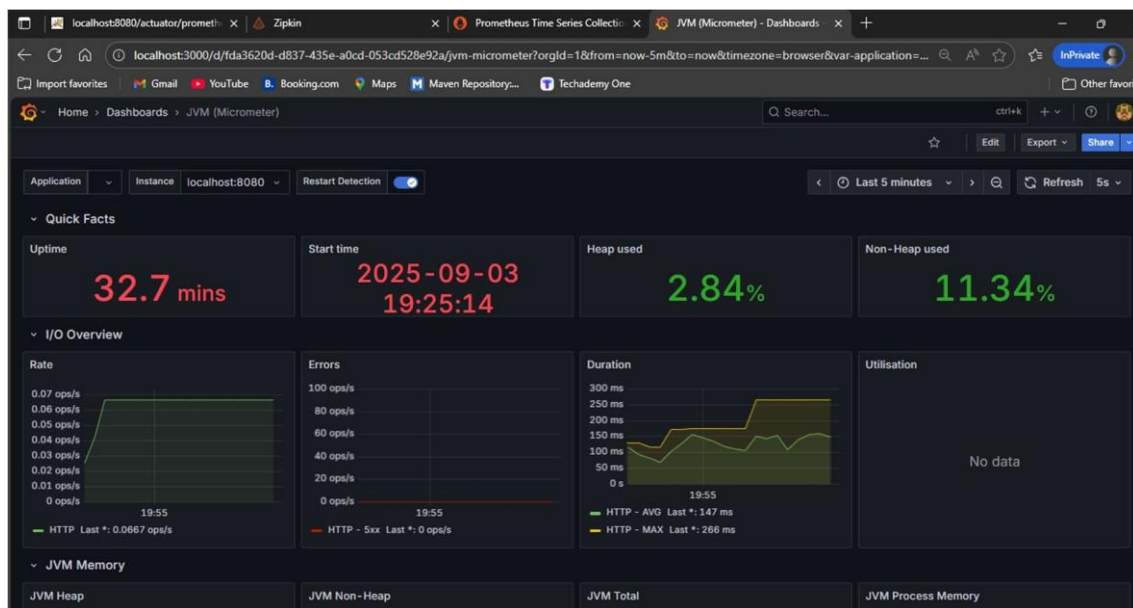 localhost:8080/actuator/prometh
Zipkin
Prometheus Time Series Collectio
JVM (Micrometer) - Dashboards
localhost:3000/d/fda3620d-d837-435e-a0cd-053cd528e92a/jvm-micrometer?orgId=1&from=now-5m&to=now&timezone=browser&var-application=...
InPrivate
Import favorites
Gmail
YouTube
Booking.com
Maps
Maven Repository:...
Techademy One
Other favor
Home > Dashboards > JVM (Micrometer)
Search...
ctrl+k
Edit
Export
Share
Application
Instance
localhost:8080
Restart Detection
Last 5 minutes
Refresh
5s
Quick Facts
Uptime
32.7 mins
Start time
2025-09-03
19:25:14
Heap used
2.84%
Non-Heap used
11.34%
I/O Overview
Rate
0.07 ops/s
0.06 ops/s
0.05 ops/s
0.04 ops/s
0.03 ops/s
0.02 ops/s
0.01 ops/s
0 ops/s
19:55
HTTP Last *: 0.0667 ops/s
Errors
100 ops/s
80 ops/s
60 ops/s
40 ops/s
20 ops/s
0 ops/s
19:55
HTTP - 5xx Last *: 0 ops/s
Duration
300 ms
250 ms
200 ms
150 ms
100 ms
50 ms
0 s
19:55
HTTP - AVG Last *: 147 ms
HTTP - MAX Last *: 266 ms
Utilisation
No data
JVM Memory
JVM Heap
JVM Non-Heap
JVM Total
JVM Process Memory